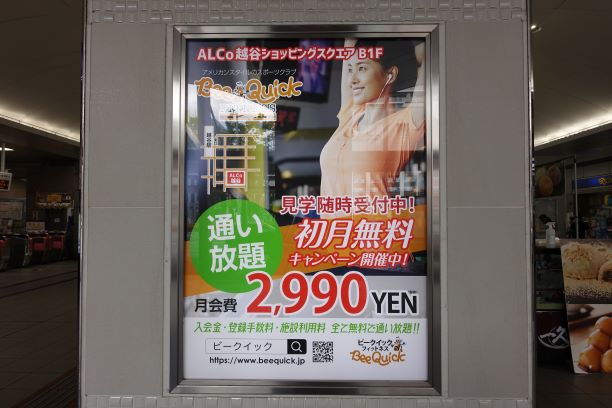 ALCo越谷ショッピングスクエア B1F
アメリカンスタイルのスポーツクラブ
BeeQuick
越谷駅
ALCo
越谷
見学随時受付中!
通い
放題
初月無料
キャンペーン開催中!
月会費 2,990 YEN
入会金・登録手数料・施設利用料 全て無料で通い放題!!
ビークイック
https://www.beequick.jp
ビークイック
フィットネス
BeeQuick